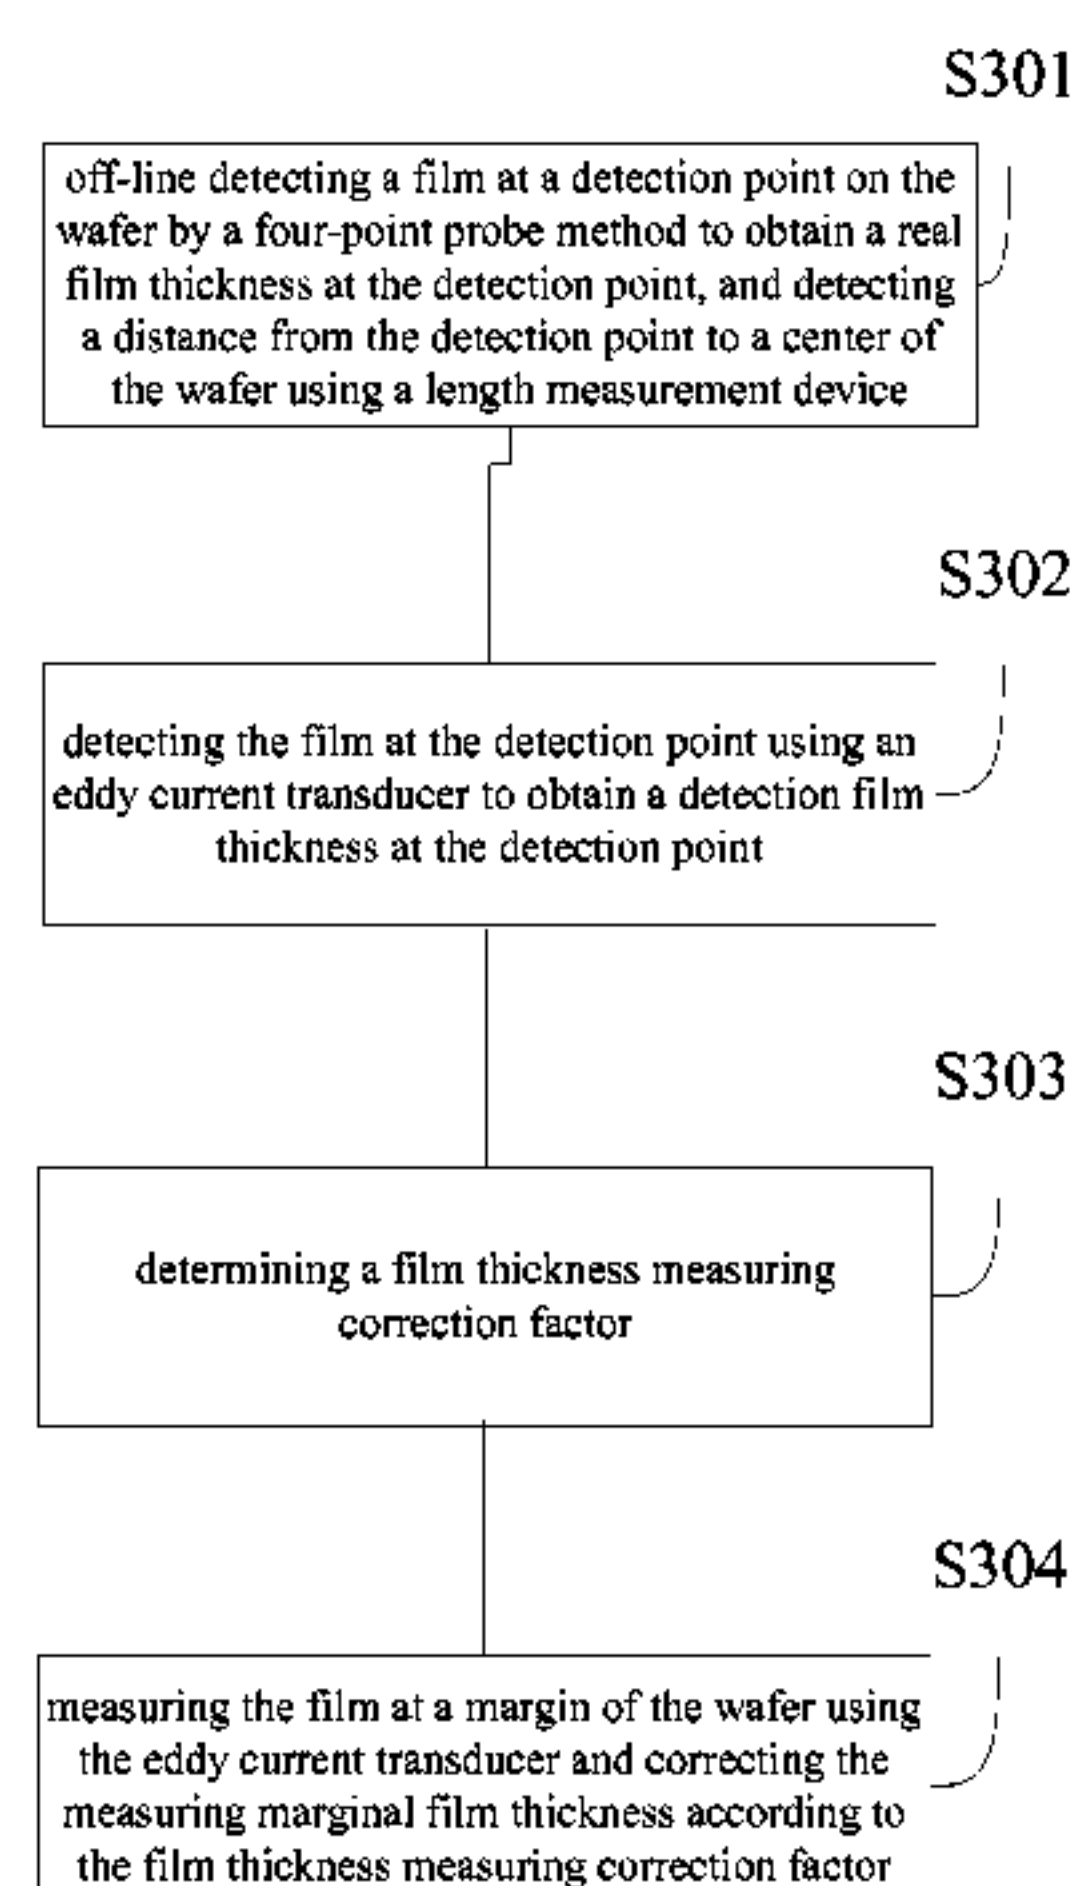 S301
off-line detecting a film at a detection point on the
wafer by a four-point probe method to obtain a real
film thickness at the detection point, and detecting
a distance from the detection point to a center of
the wafer using a length measurement device
S302
detecting the film at the detection point using an
eddy current transducer to obtain a detection film
thickness at the detection point
S303
determining a film thickness measuring
correction factor
S304
measuring the film at a margin of the wafer using
the eddy current transducer and correcting the
measuring marginal film thickness according to
the film thickness measuring correction factor